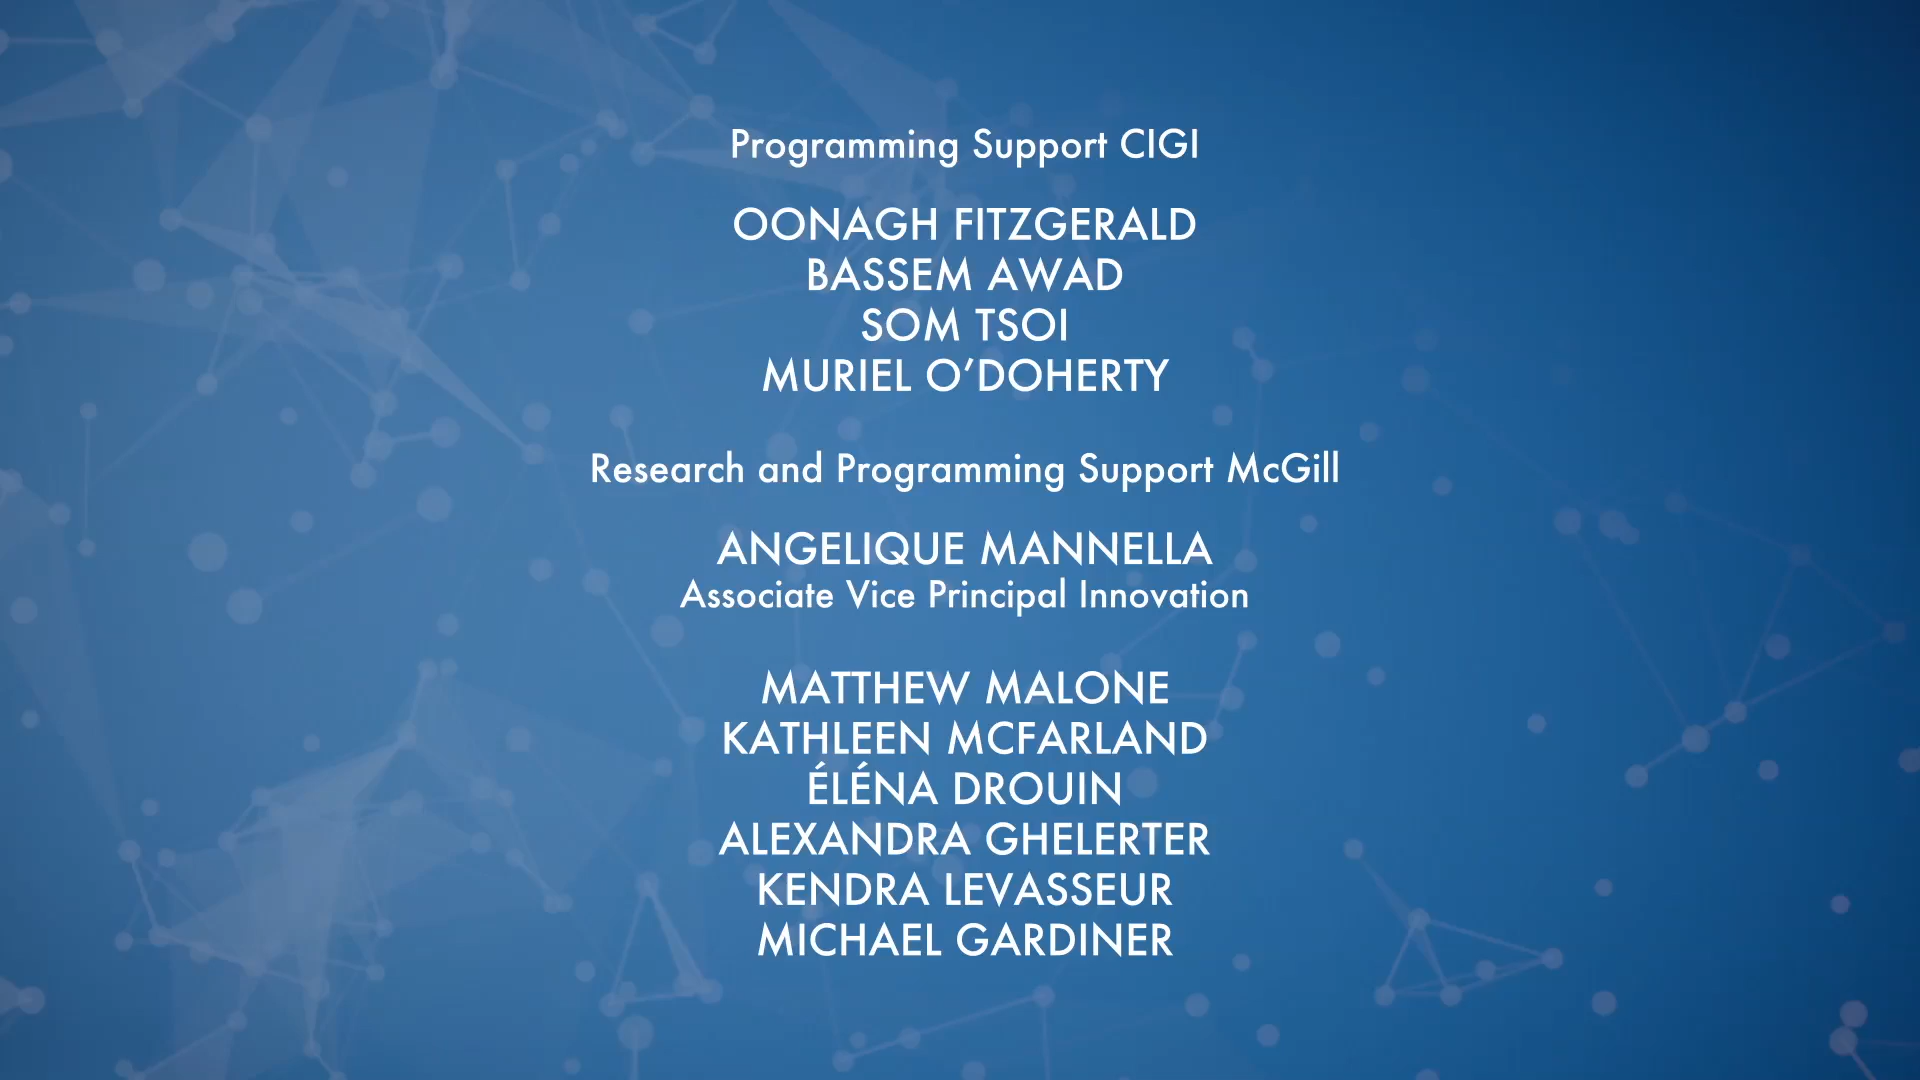 Programming Support CIGI
OONAGH FITZGERALD
BASSEM AWAD
SOM TSOI
MURIEL O’DOHERTY
Research and Programming Support McGill
ANGELIQUE MANNELLA
Associate Vice Principal Innovation
MATTHEW MALONE
KATHLEEN MCFARLAND
ÉLÉNA DROUIN
ALEXANDRA GHELERTER
KENDRA LEVASSEUR
MICHAEL GARDINER